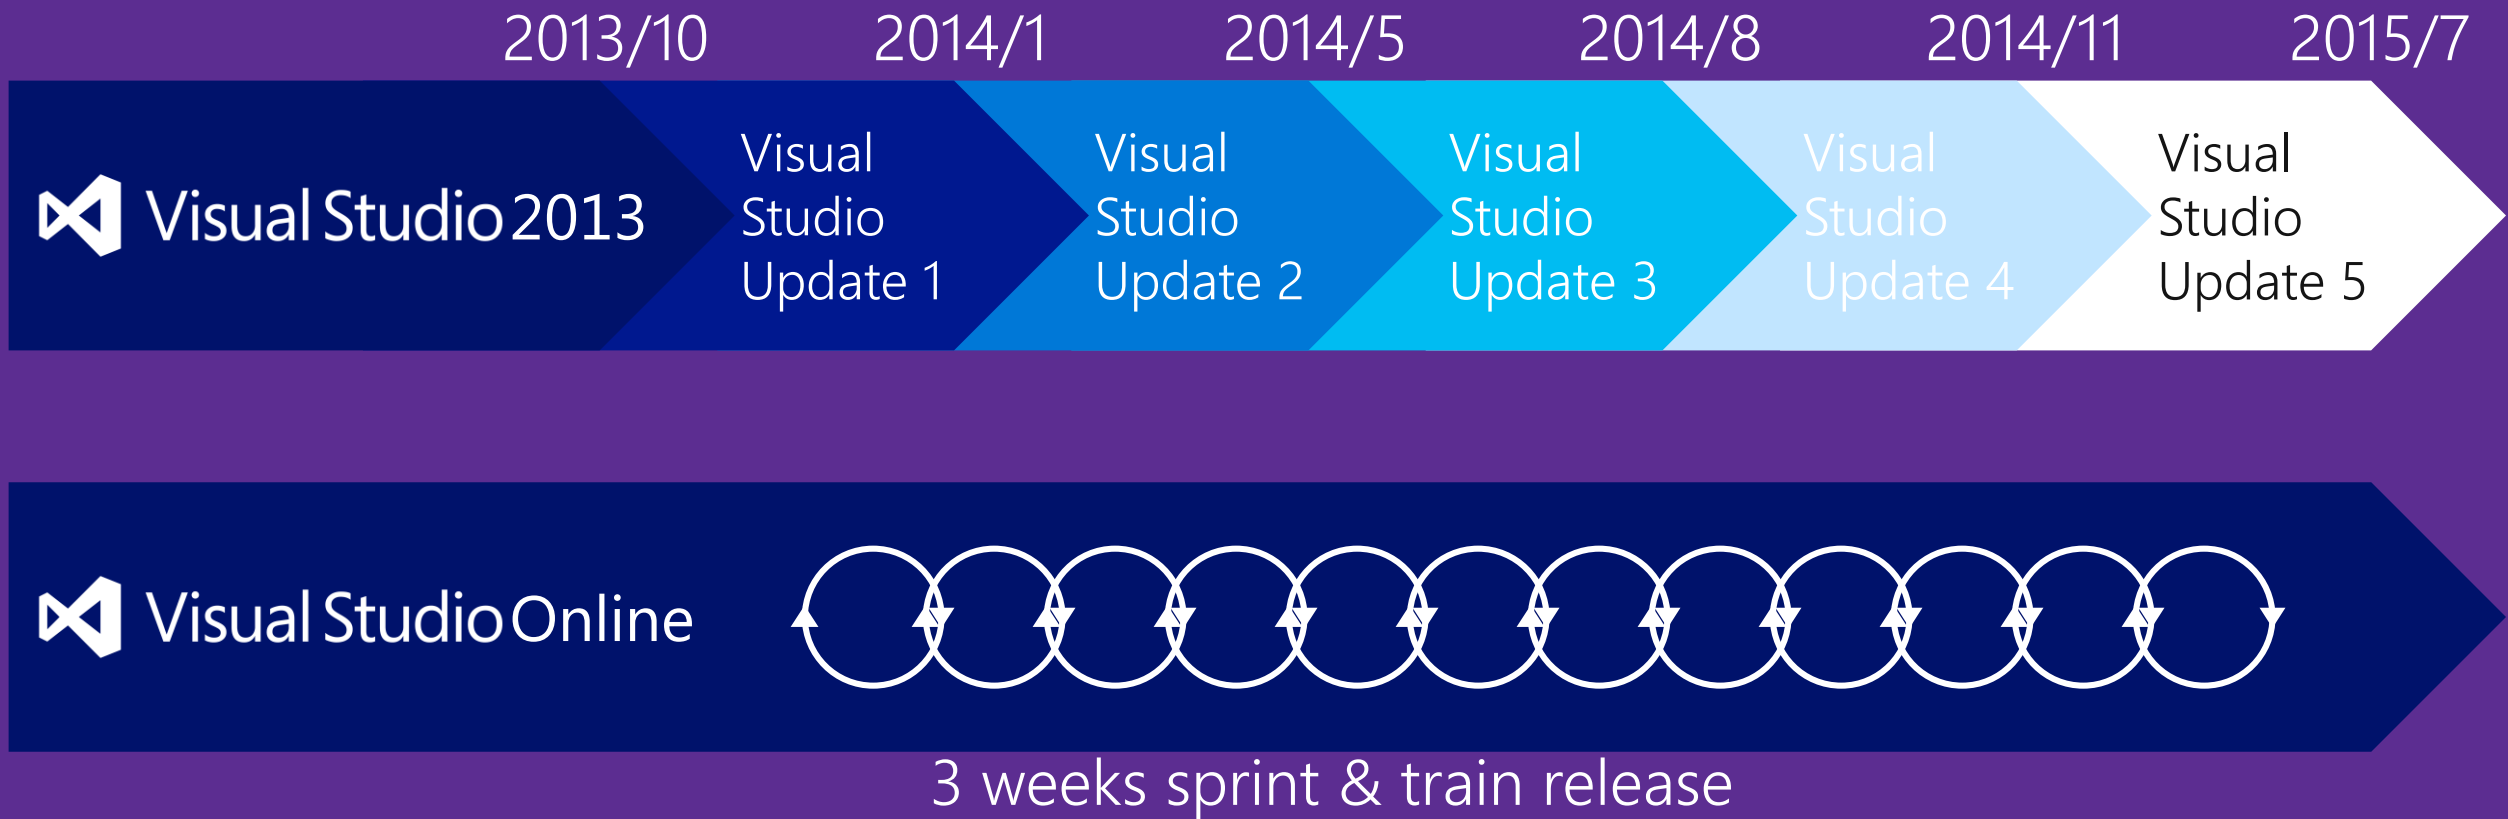 2013/10 2014/1 2014/5 2014/8 2014/11 2015/7
Visual Studio 2013
Visual
Studio
Update 1
Visual
Studio
Update 2
Visual
Studio
Update 3
Visual
Studio
Update 4
Visual
Studio
Update 5
Visual Studio Online
3 weeks sprint & train release